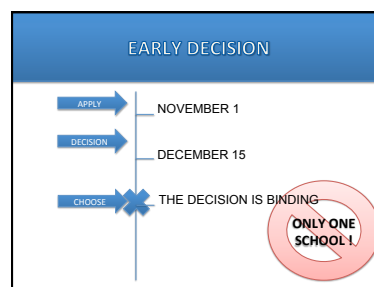 EARLY DECISION
APPLY
NOVEMBER 1
DECISION
DECEMBER 15
CHOOSE
THE DECISION IS BINDING
ONLY ONE
SCHOOL !